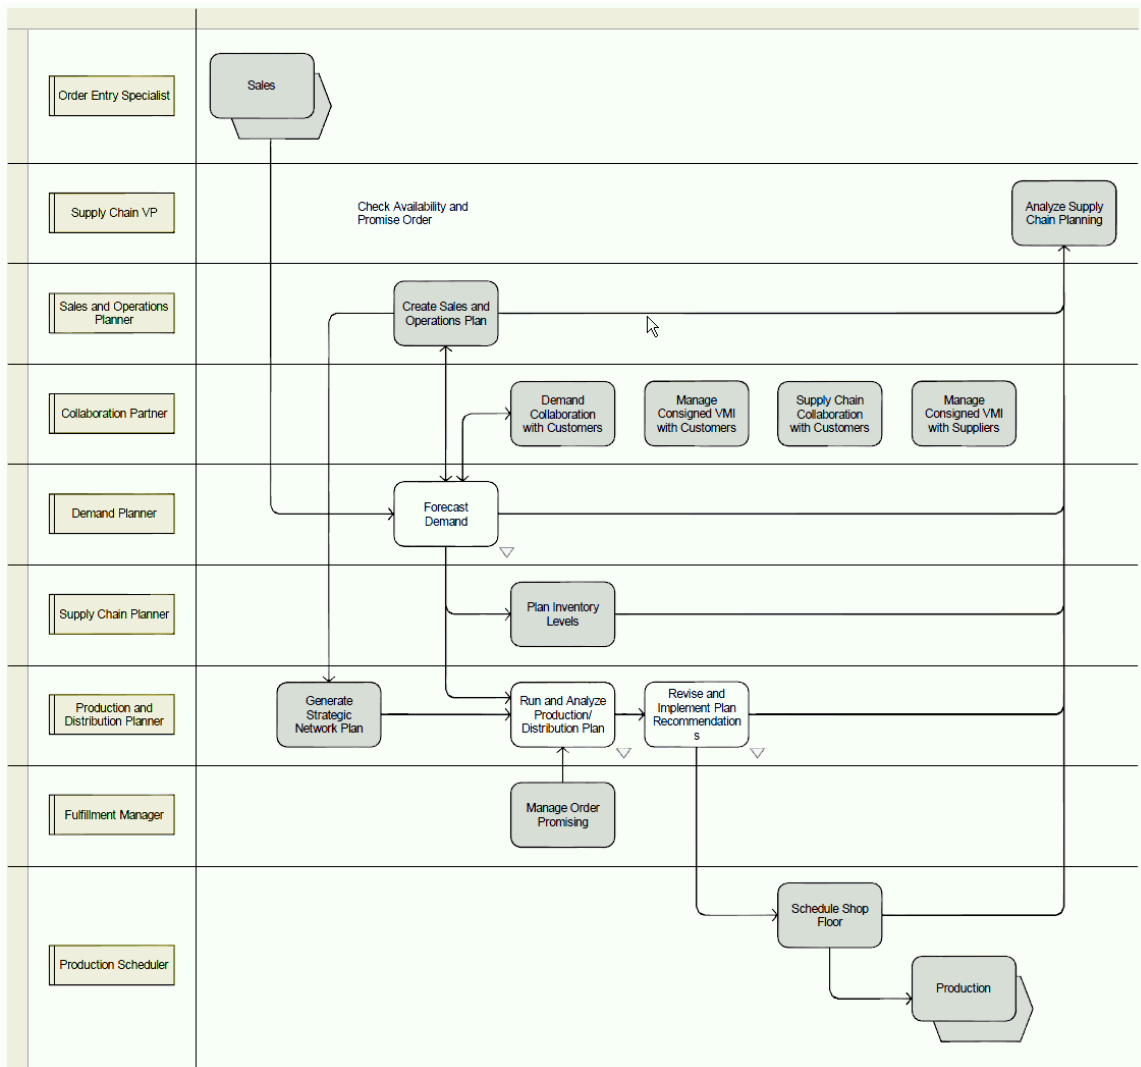 Order Entry Specialist
Sales
Supply Chain VP
Check Availability and
Promise Order
Analyze Supply
Chain Planning
Sales and Operations
Planner
Create Sales and
Operations Plan
Collaboration Partner
Demand
Collaboration
with Customers
Manage
Consigned VMI
with Customers
Supply Chain
Collaboration
with Customers
Manage
Consigned VMI
with Suppliers
Demand Planner
Forecast
Demand
Supply Chain Planner
Plan Inventory
Levels
Production and
Distribution Planner
Generate
Strategic
Network Plan
Run and Analyze
Production/
Distribution Plan
Revise and
Implement Plan
Recommendation
s
Fulfillment Manager
Manage Order
Promising
Production Scheduler
Schedule Shop
Floor
Production